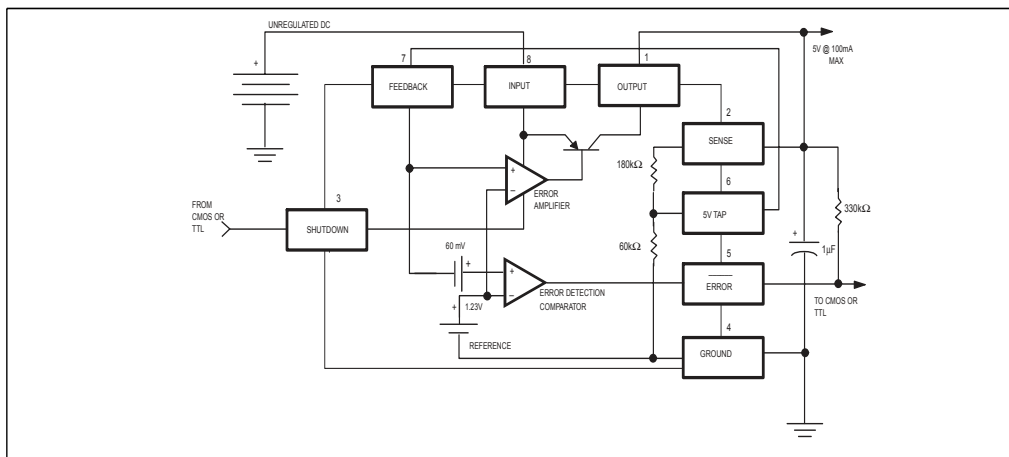 UNREGULATED DC
+
7
8
1
5V @ 100mA
MAX
FEEDBACK
INPUT
OUTPUT
2
SENSE
180kΩ
+
−
ERROR
AMPLIFIER
6
5V TAP
330kΩ
FROM
CMOS OR
TTL
3
SHUTDOWN
60kΩ
+
1µF
60 mV
+
+
−
ERROR DETECTION
COMPARATOR
5
ERROR
TO CMOS OR
TTL
+
1.23V
REFERENCE
4
GROUND